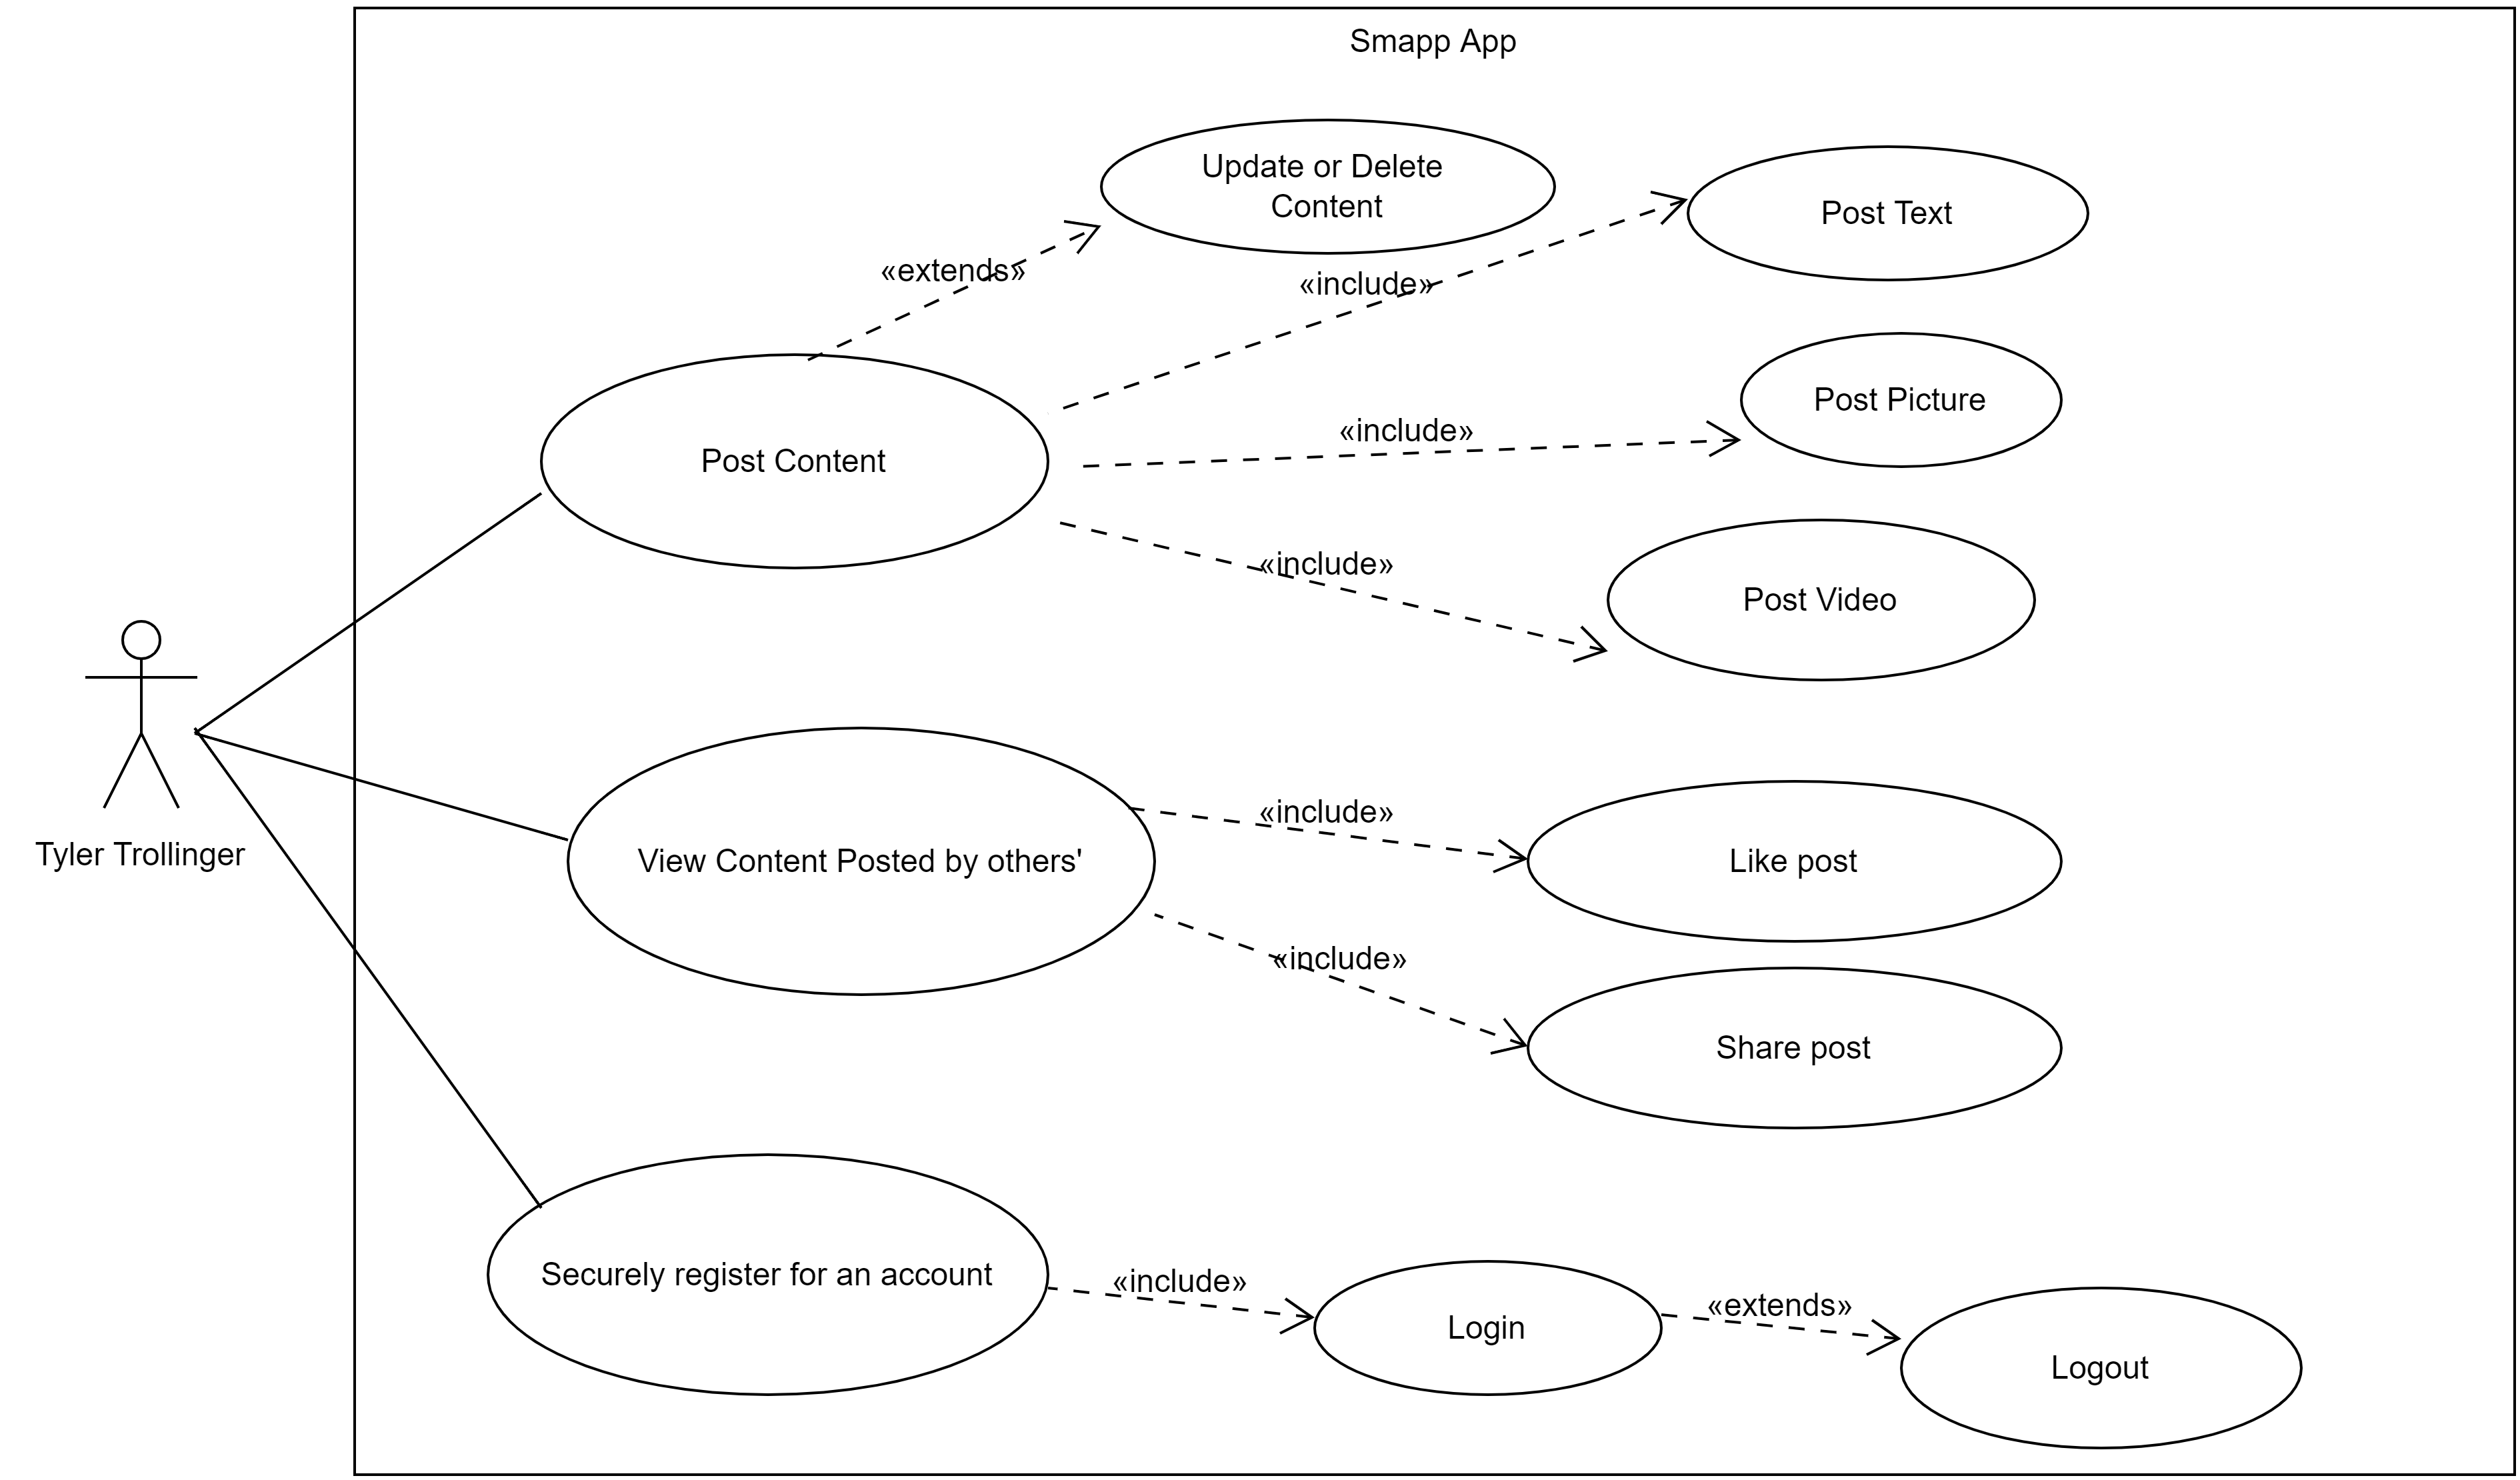 Smapp App
Update or Delete
Content
Post Text
«extends»
«include»
Post Picture
«include»
Post Content
«include»
Post Video
Tyler Trollinger
«include»
View Content Posted by others'
Like post
«include»
Share post
Securely register for an account
«include»
Login
«extends»
Logout